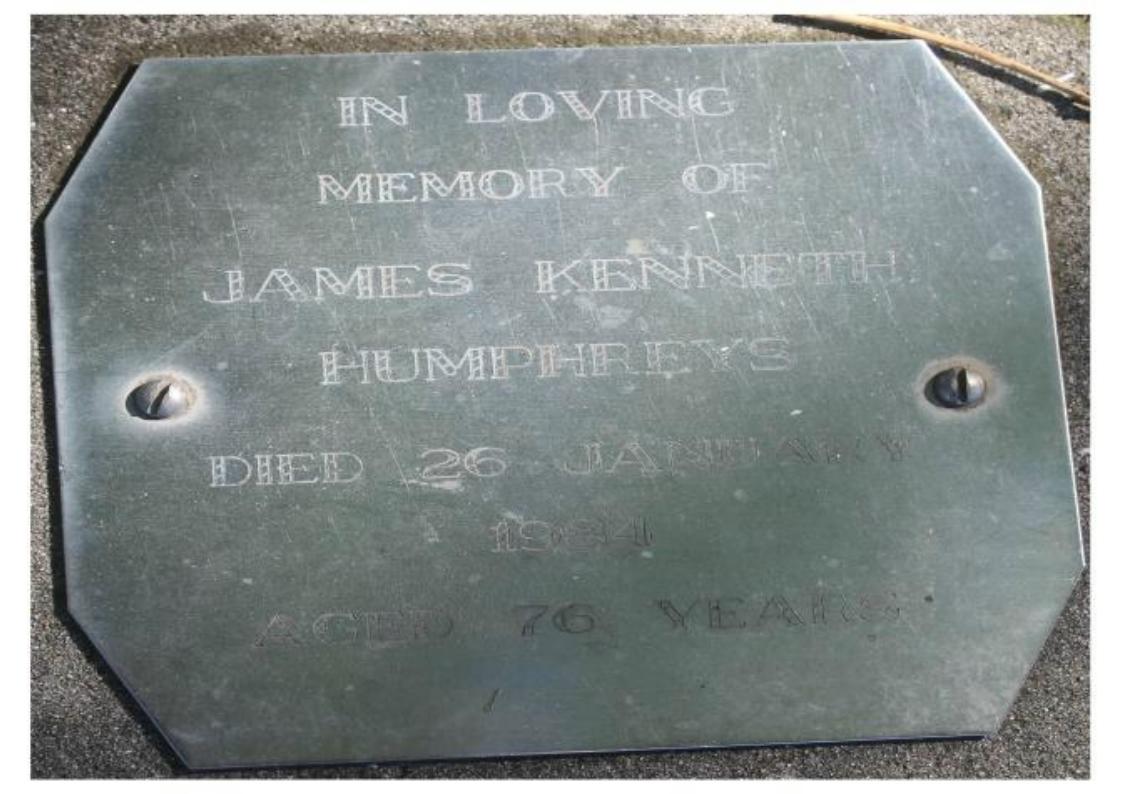 IN LOVING
MEMORY OF
JAMES KENNETH
HUMPHREYS
DIED 26 JANUARY
1984
AGED 76 YEARS